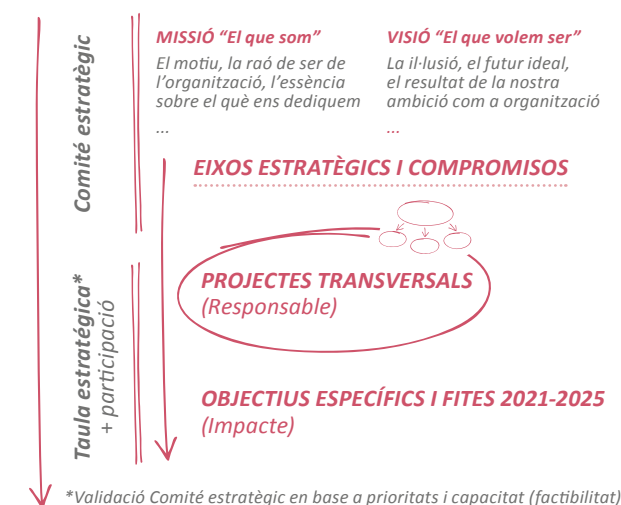 Comité estratègic
MISSIÓ “El que som”
El motiu, la raó de ser de
l’organització, l’essència
sobre el què ens dediquem
...
VISIÓ “El que volem ser”
La il·lusió, el futur ideal,
el resultat de la nostra
ambició com a organització
...
EIXOS ESTRATÈGICS I COMPROMISOS
Taula estratégica*
+ participació
PROJECTES TRANSVERSALS
(Responsable)
OBJECTIUS ESPECÍFICS I FITES 2021-2025
(Impacte)
*Validació Comité estratègic en base a prioritats i capacitat (factibilitat)